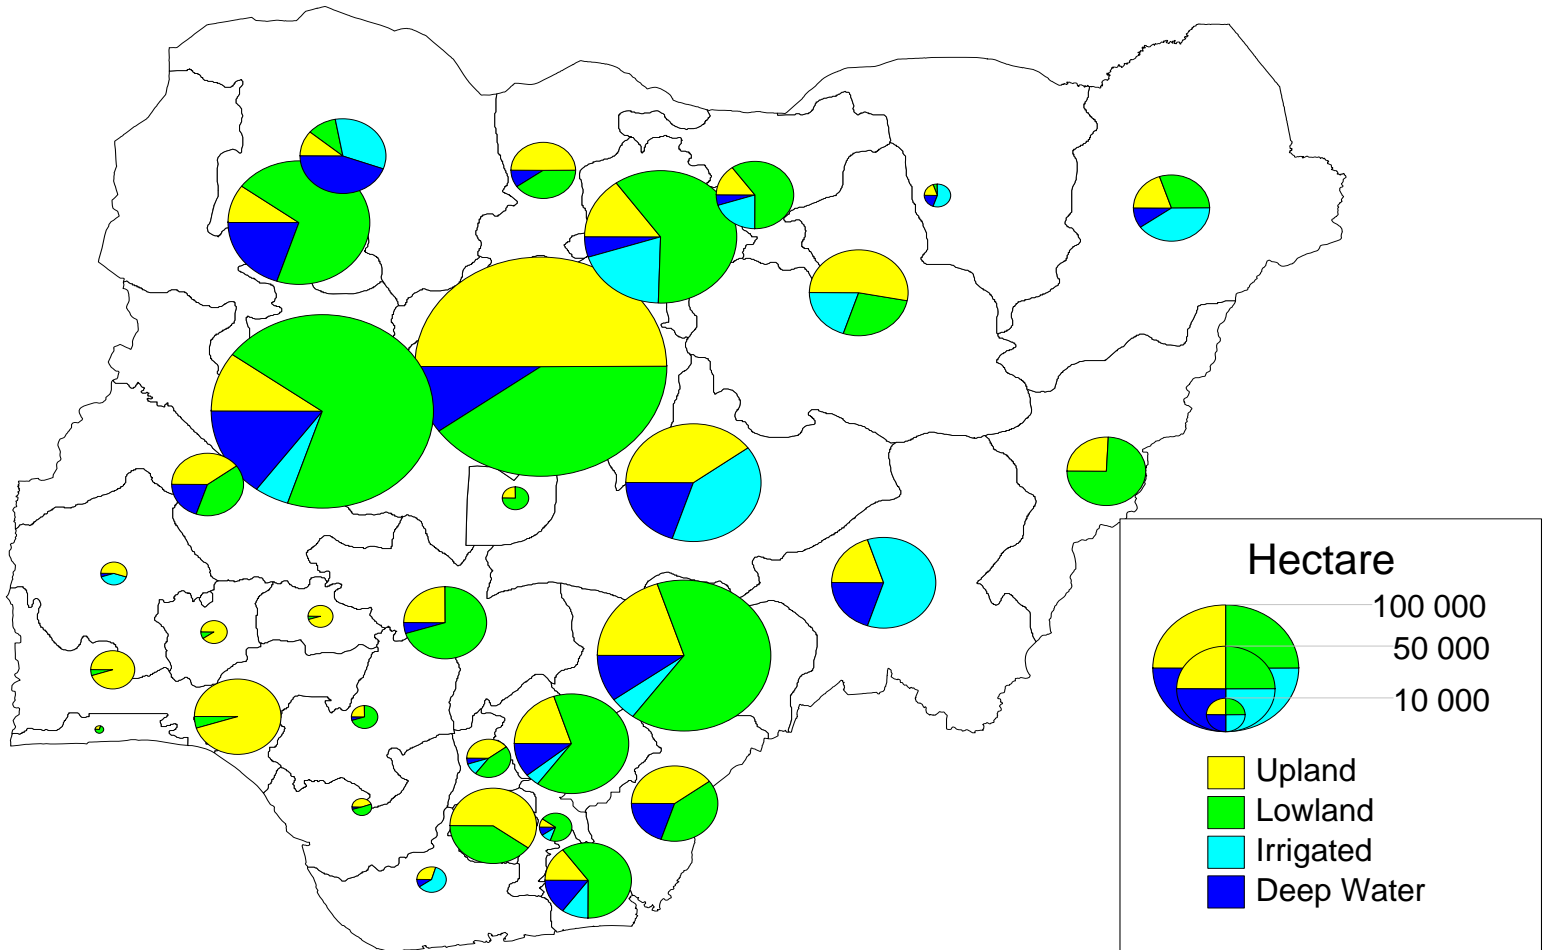 Hectare
100 000
50 000
10 000
Upland
Lowland
Irrigated
Deep Water